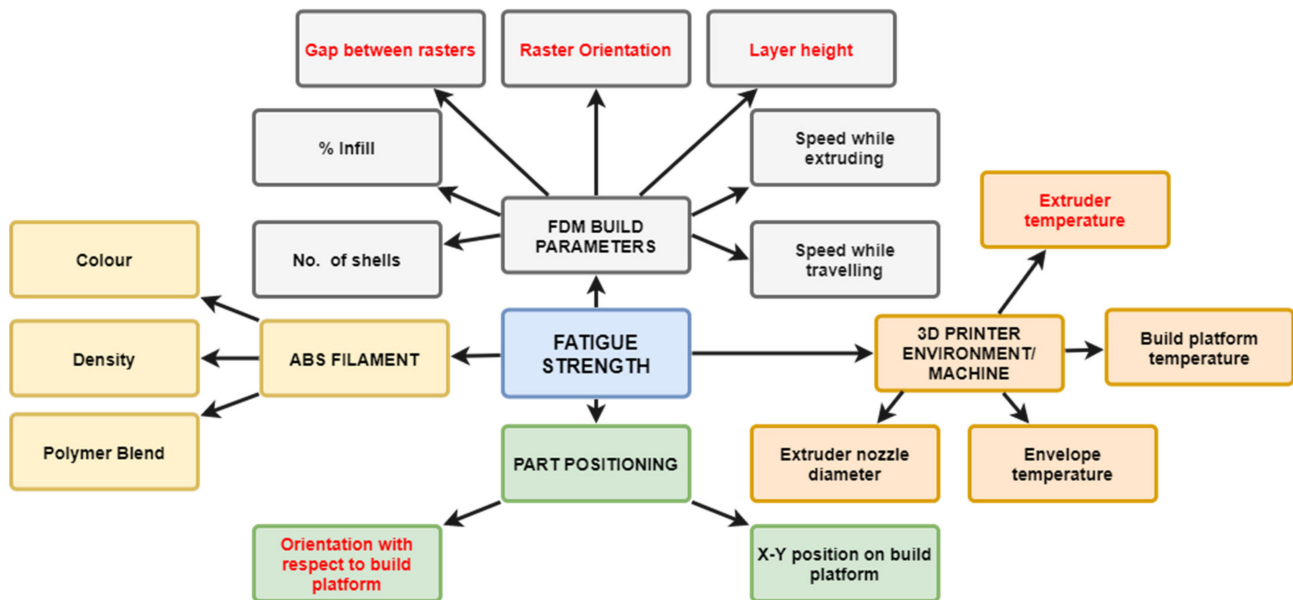 Gap between rasters
Raster Orientation
Layer height
% Infill
Speed while
extruding
Extruder
temperature
FDM BUILD
PARAMETERS
Colour
No.  of shells
Speed while
travelling
Density
ABS FILAMENT
FATIGUE
STRENGTH
3D PRINTER
ENVIRONMENT/
MACHINE
Build platform
temperature
Polymer Blend
PART POSITIONING
Extruder nozzle
diameter
Envelope
temperature
Orientation with
respect to build
platform
X-Y position on build
platform